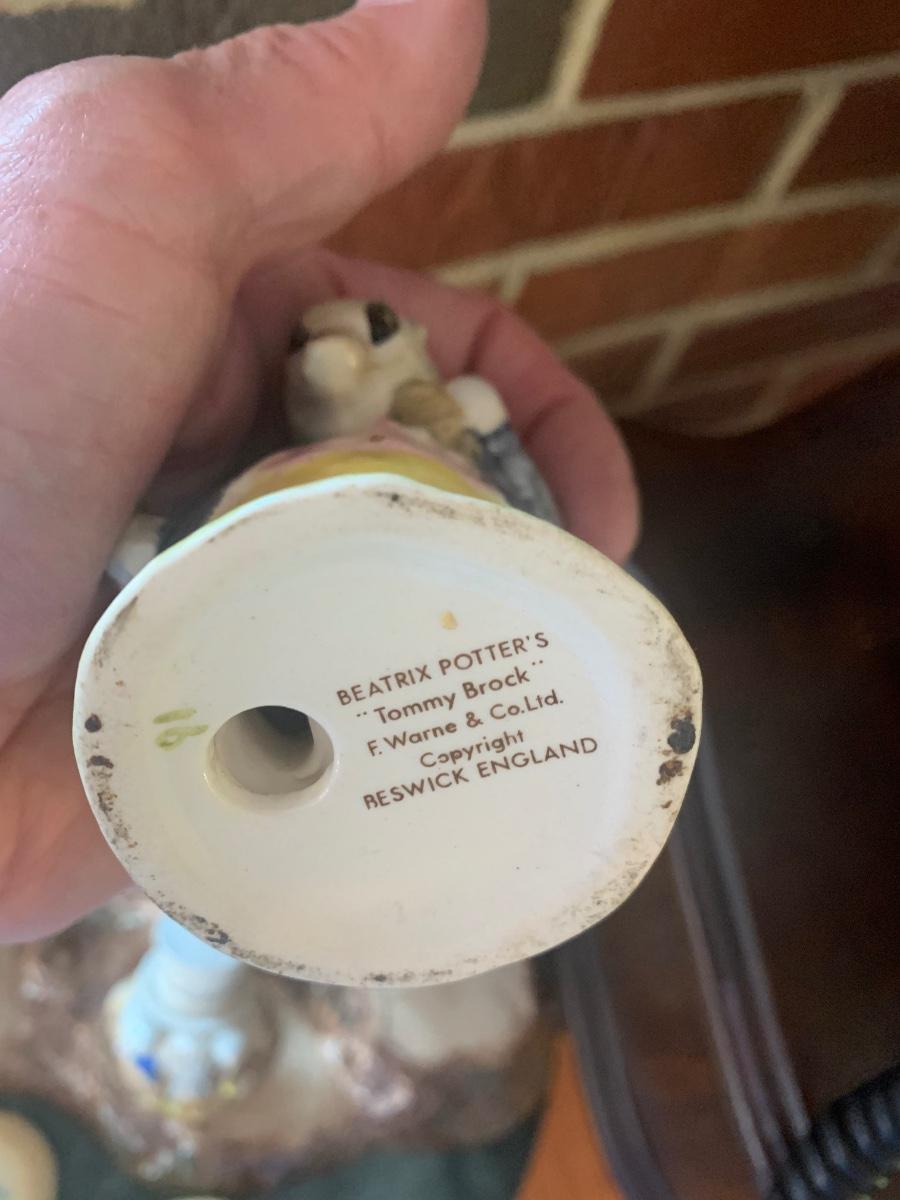 BEATRIX POTTER'S
"Tommy Brock"
F. Warne & Co.Ltd.
Copyright
BESWICK ENGLAND